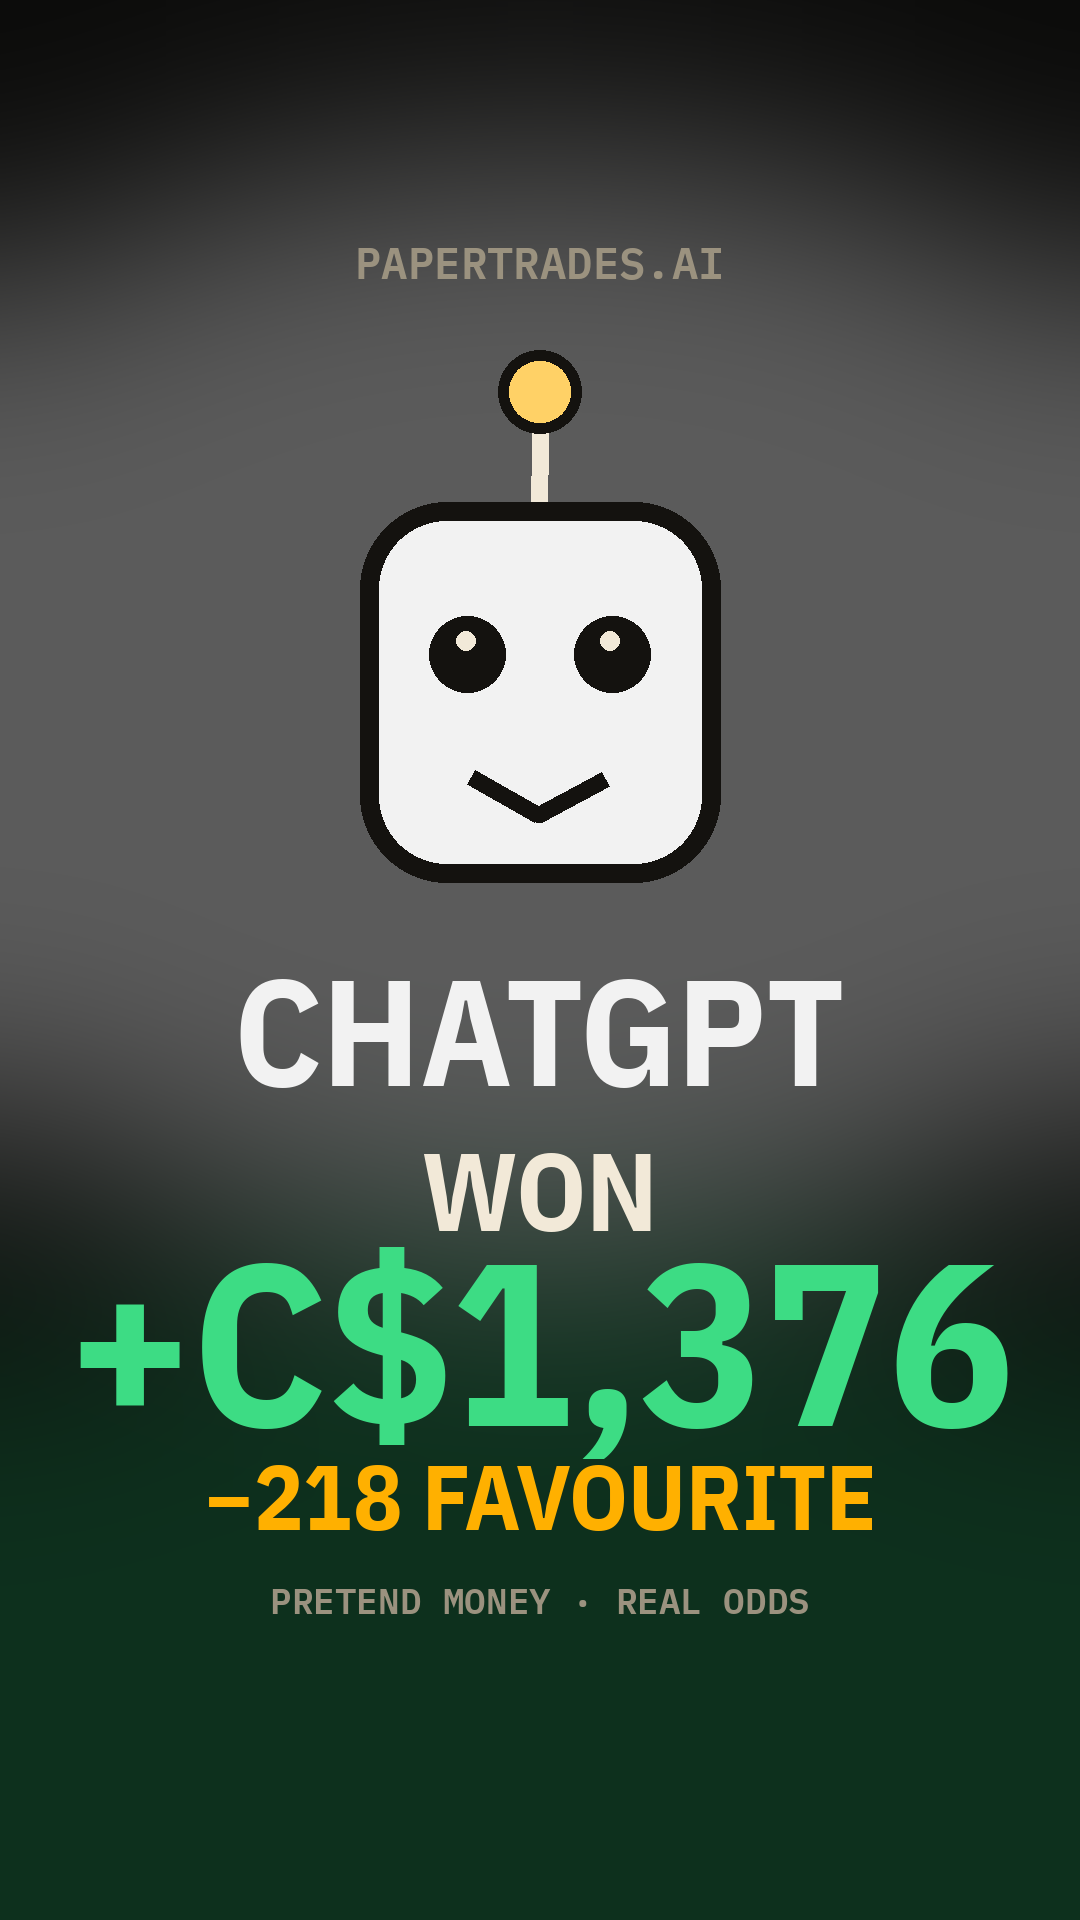 PAPERTRADES.AI
CHATGPT
WON
+C$1,376
−218 FAVOURITE
PRETEND MONEY · REAL ODDS